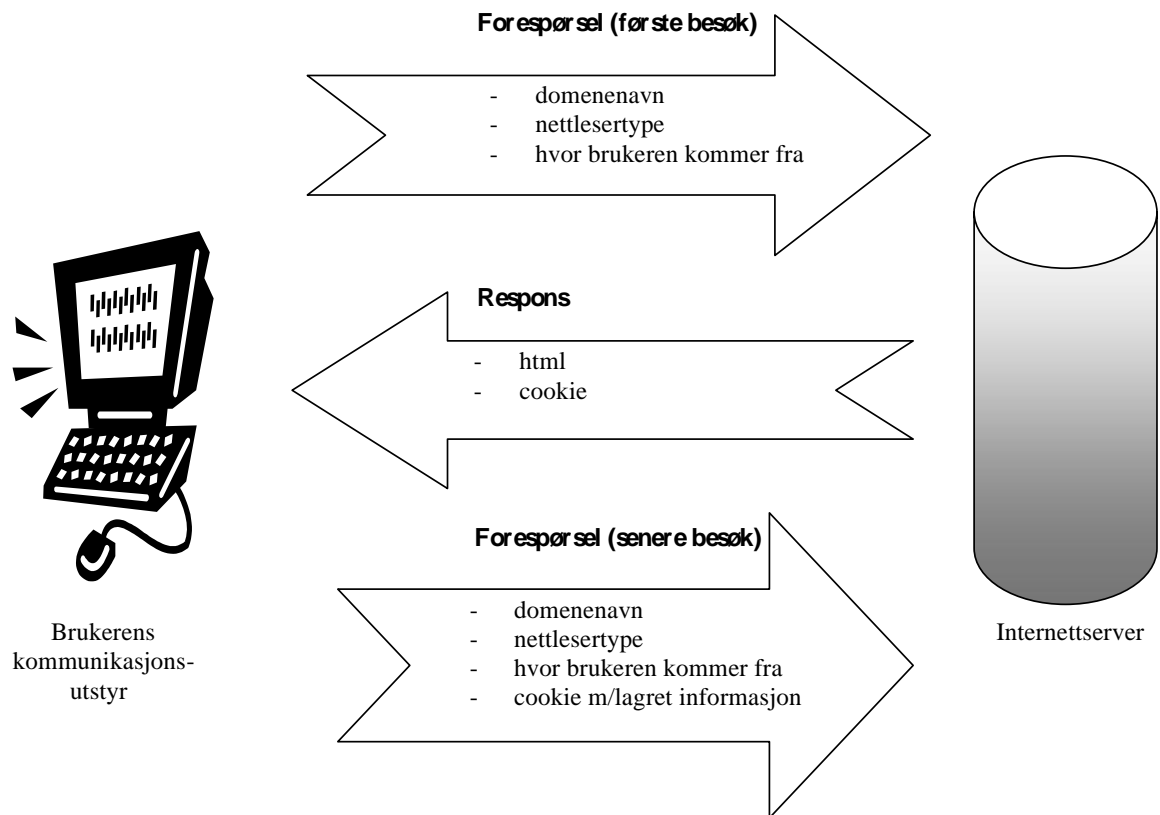 Forespørsel (første besøk)
- domenenavn
- nettlesertype
- hvor brukeren kommer fra
Respons
- html
- cookie
Forespørsel (senere besøk)
- domenenavn
- nettlesertype
- hvor brukeren kommer fra
- cookie m/lagret informasjon
Brukerens
kommunikasjons-
utstyr
Internettserver